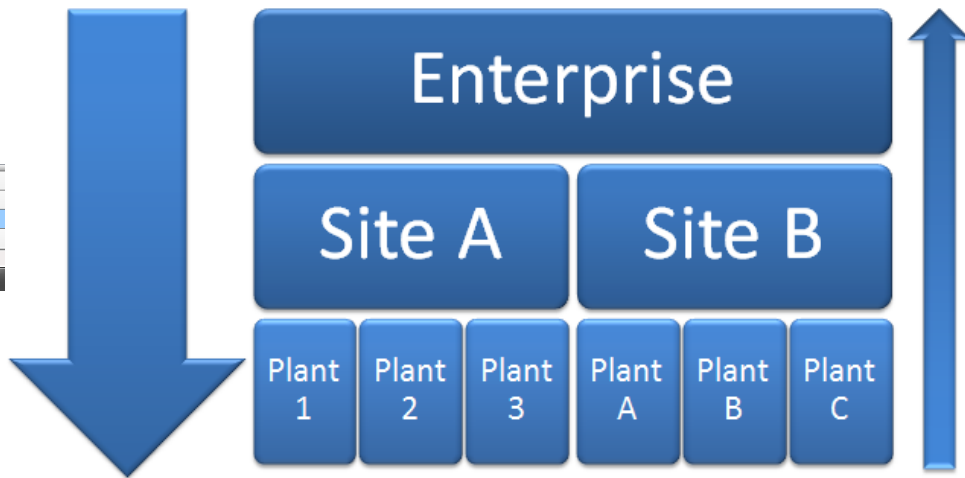 Enterprise
Site A
Site B
Plant
1
Plant
2
Plant
3
Plant
A
Plant
B
Plant
C